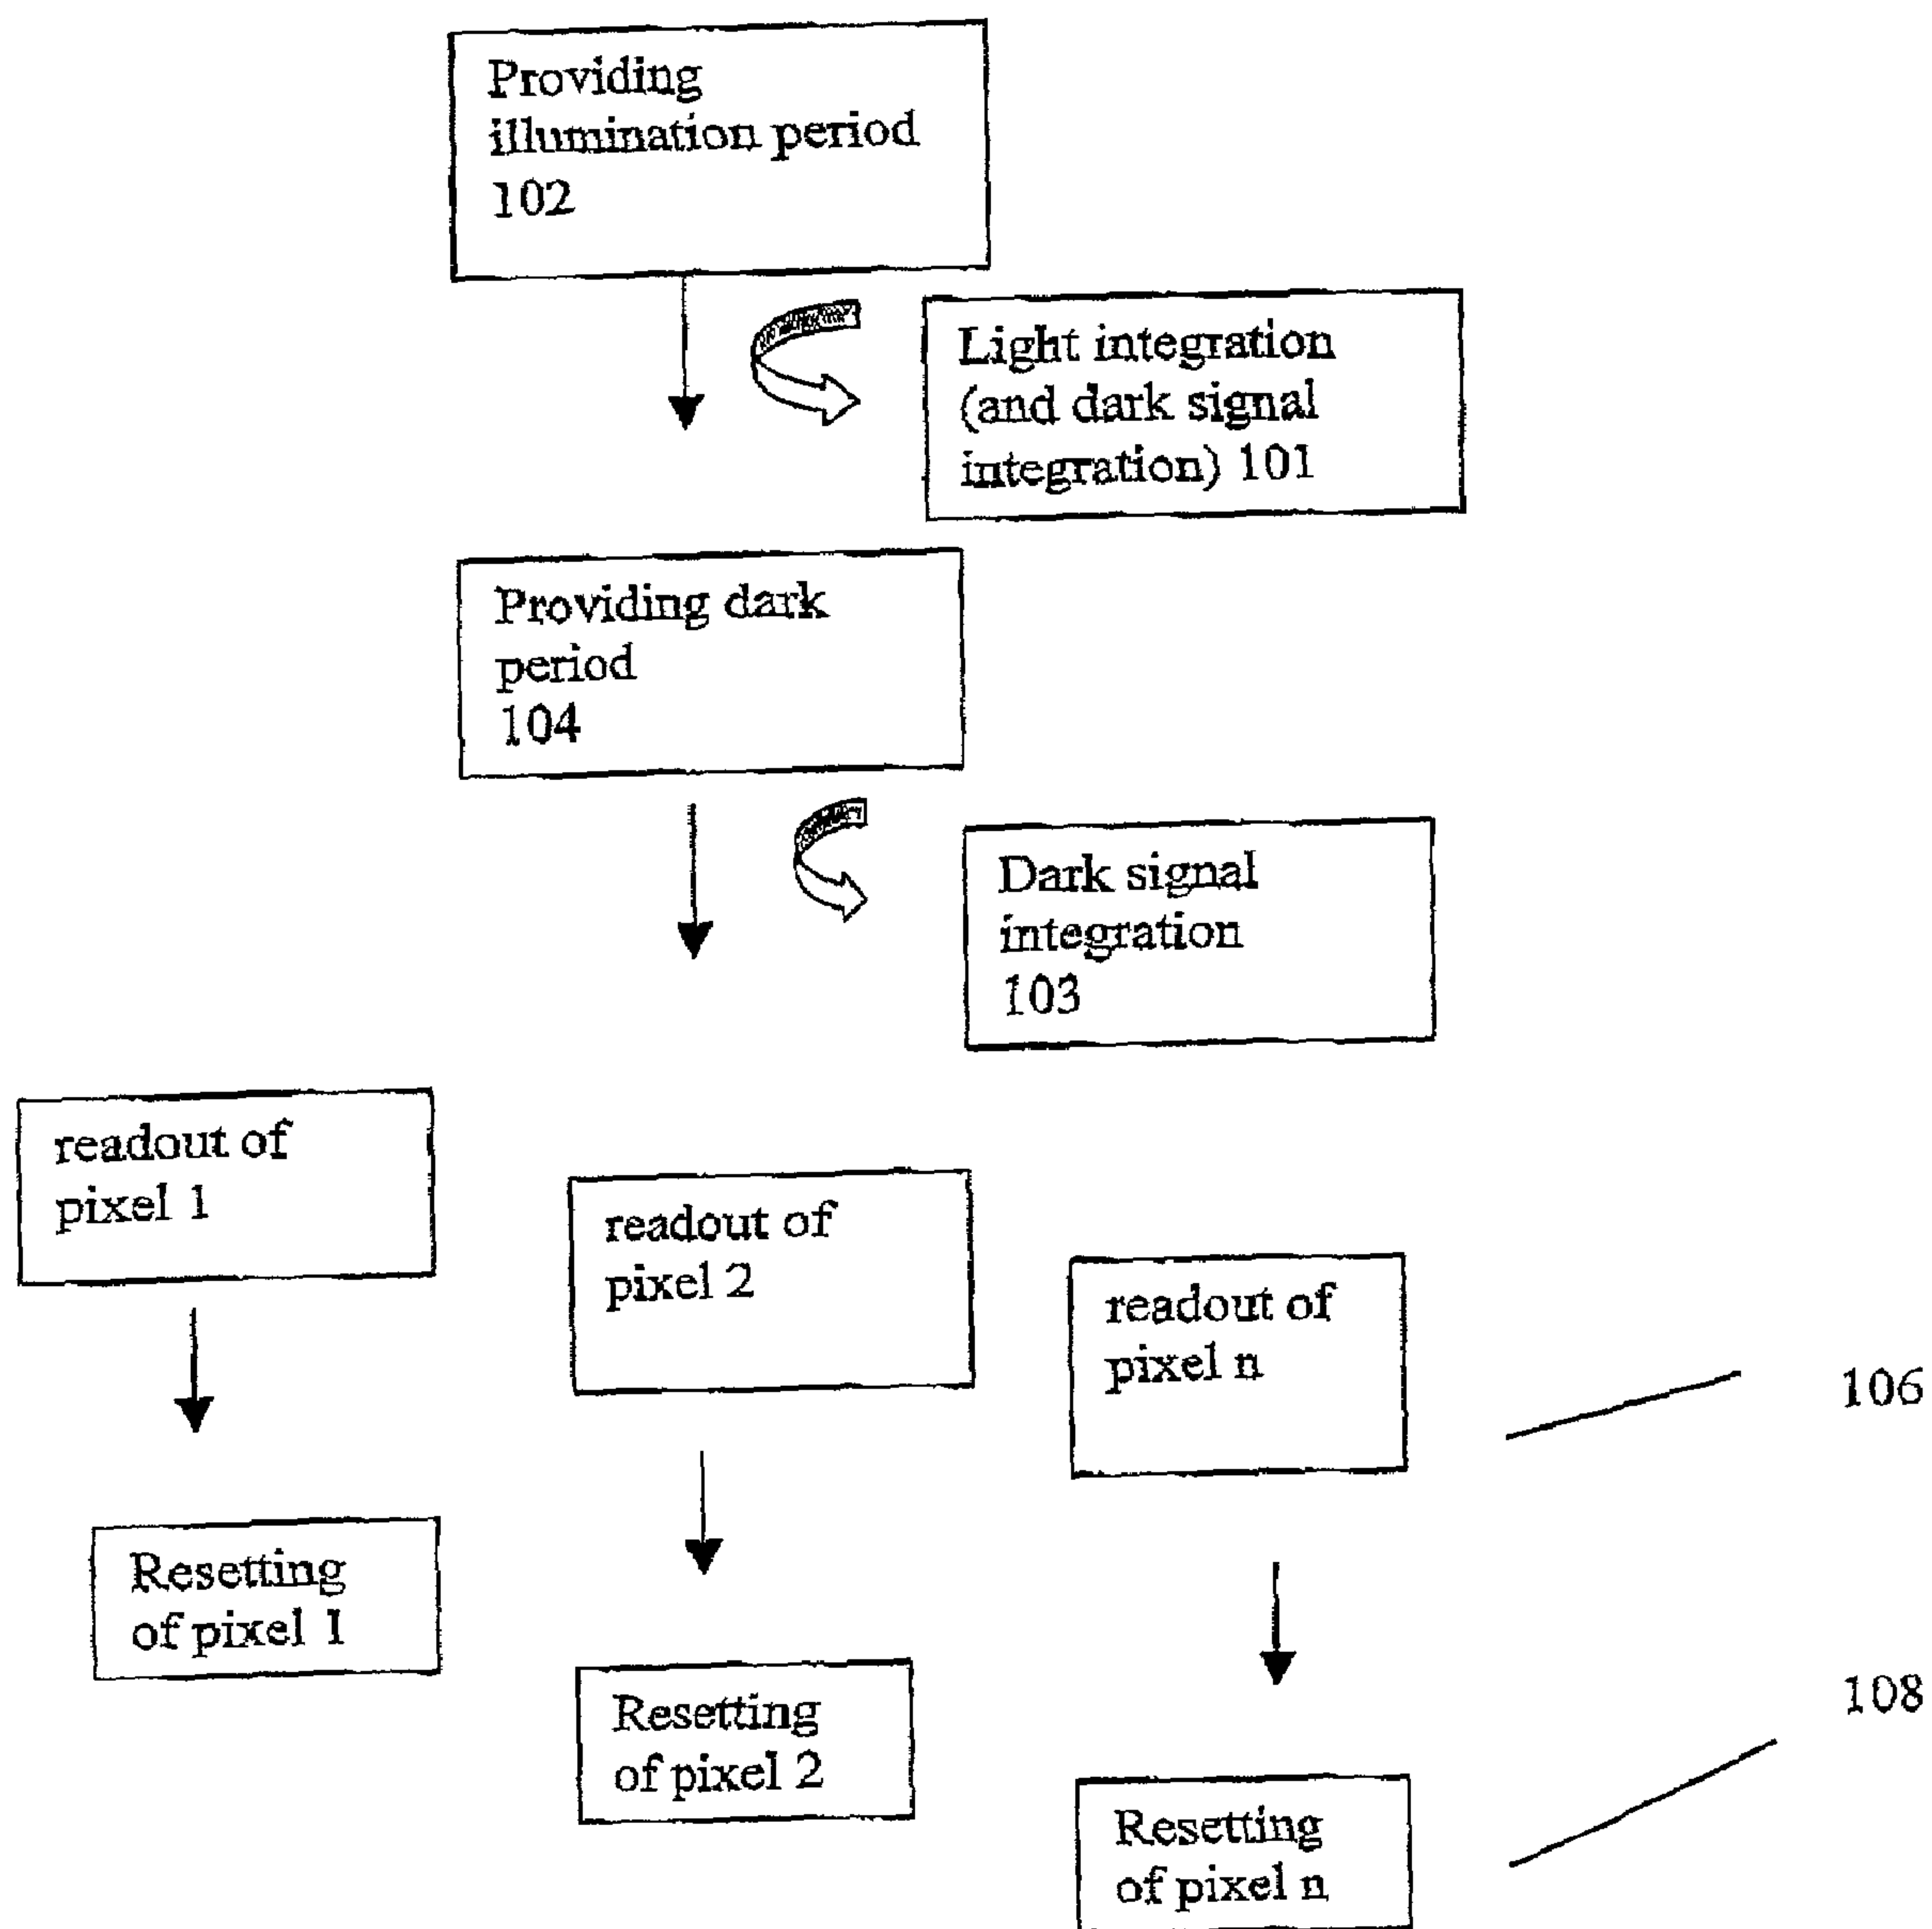 Providing
illumination period
102
Light integration
(and dark signal
integration) 101
Providing dark
period
104
Dark signal
integration
103
readout of
pixel 1
readout of
pixel 2
readout of
pixel n
106
Resetting
of pixel 1
Resetting
of pixel 2
108
Resetting
of pixel n